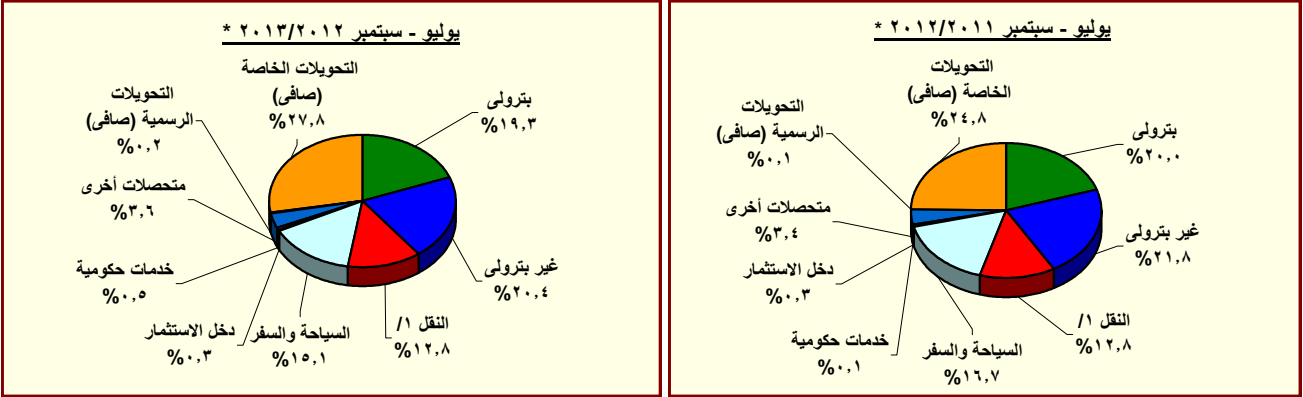 يوليو - سبتمبر ٢٠١٢/٢٠١١ *
التحويلات
الخاصة (صافى)
%٢٤,٨
بترولى
%٢٠,٠
غير بترولى
%٢١,٨
النقل ١/
%١٢,٨
السياحة والسفر
%١٦,٧
خدمات حكومية
%٠,١
دخل الاستثمار
%٠,٣
متحصلات أخرى
%٣,٤
التحويلات
الرسمية (صافى)
%٠,١
يوليو - سبتمبر ٢٠١٣/٢٠١٢ *
التحويلات الخاصة
(صافى)
%٢٧,٨
بترولى
%١٩,٣
غير بترولى
%٢٠,٤
النقل ١/
%١٢,٨
السياحة والسفر
%١٥,١
دخل الاستثمار
%٠,٣
خدمات حكومية
%٠,٥
متحصلات أخرى
%٣,٦
التحويلات
الرسمية (صافى)
%٠,٢